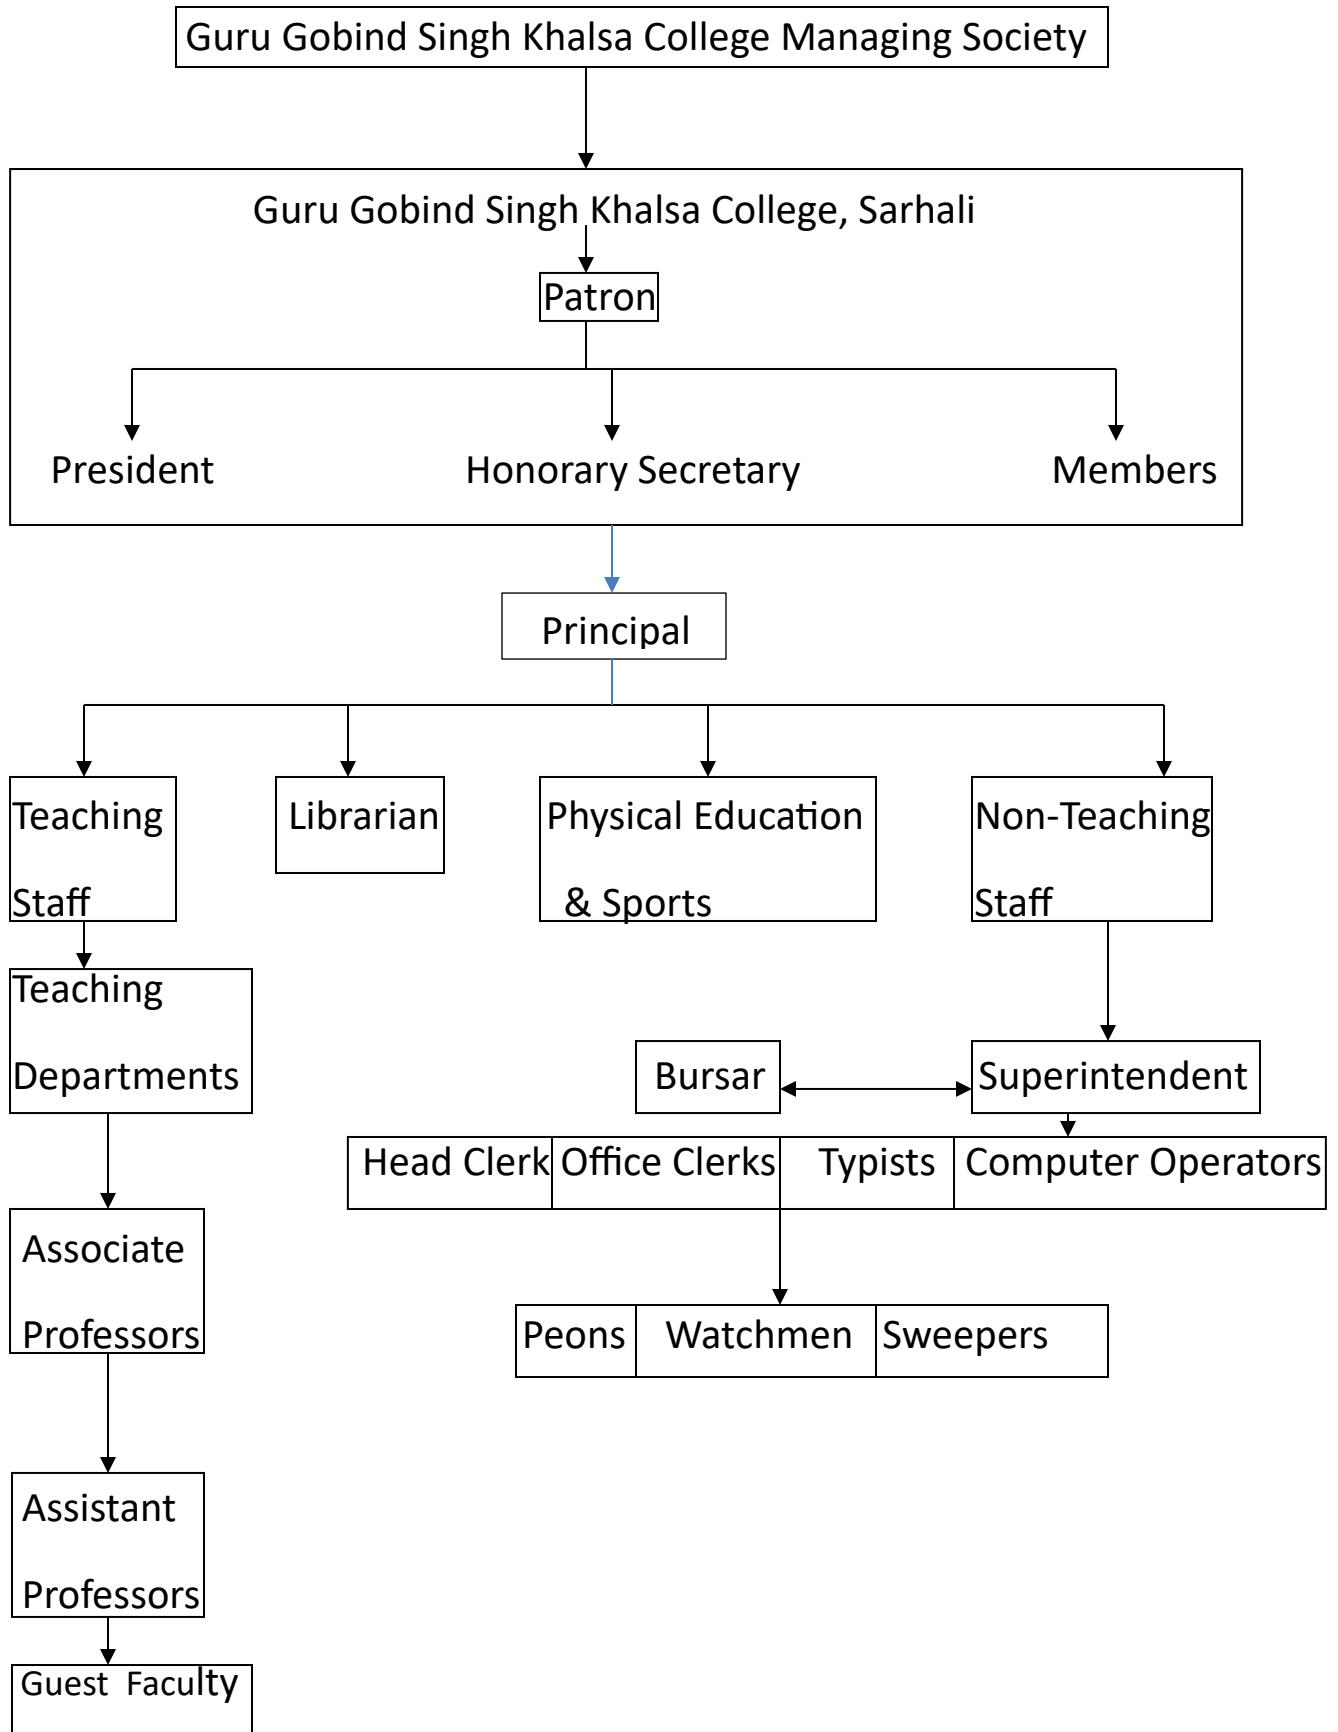 Guru Gobind Singh Khalsa College Managing Society
Guru Gobind Singh Khalsa College, Sarhali
Patron
President
Honorary Secretary
Members
Principal
Teaching
Staff
Librarian
Physical Education
& Sports
Non-Teaching
Staff
Teaching
Departments
Bursar
Superintendent
Head Clerk
Office Clerks
Typists
Computer Operators
Associate
Professors
Peons
Watchmen
Sweepers
Assistant
Professors
Guest Faculty